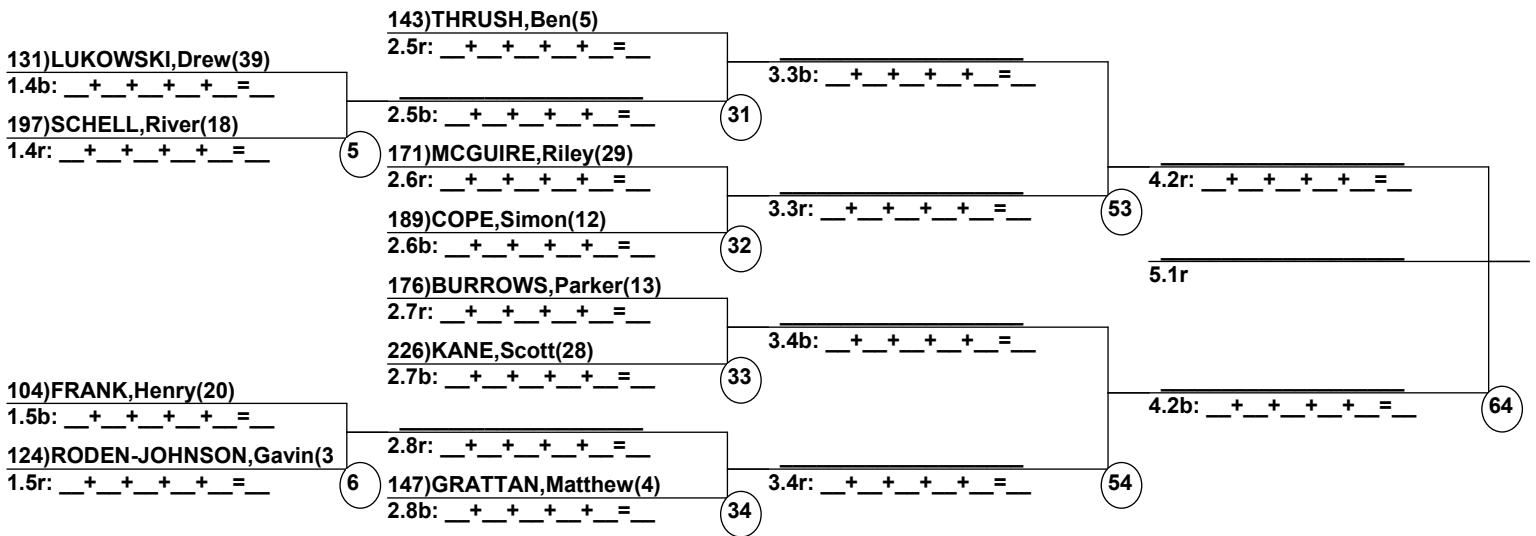 143)THRUSH,Ben(5)
2.5r: __+__+__+__+__=__
131)LUKOWSKI,Drew(39)
1.4b: __+__+__+__+__=__
2.5b: __+__+__+__+__=__
31
197)SCHELL,River(18)
1.4r: __+__+__+__+__=__
5
3.3b: __+__+__+__+__=__
171)MCGUIRE,Riley(29)
2.6r: __+__+__+__+__=__
3.3r: __+__+__+__+__=__
53
189)COPE,Simon(12)
2.6b: __+__+__+__+__=__
32
4.2r: __+__+__+__+__=__
5.1r
176)BURROWS,Parker(13)
2.7r: __+__+__+__+__=__
3.4b: __+__+__+__+__=__
226)KANE,Scott(28)
2.7b: __+__+__+__+__=__
33
104)FRANK,Henry(20)
1.5b: __+__+__+__+__=__
4.2b: __+__+__+__+__=__
64
2.8r: __+__+__+__+__=__
124)RODEN-JOHNSON,Gavin(3
1.5r: __+__+__+__+__=__
6
147)GRATTAN,Matthew(4)
2.8b: __+__+__+__+__=__
34
3.4r: __+__+__+__+__=__
54